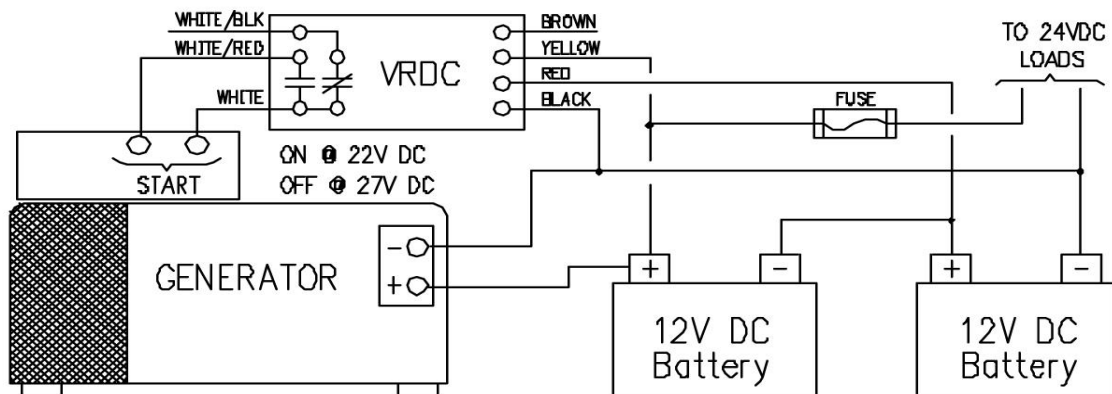 WHITE/BLK
WHITE/RED
WHITE
VRDC
BROWN
YELLOW
RED
BLACK
TO 24VDC
LOADS
FUSE
START
ON @ 22V DC
OFF @ 27V DC
GENERATOR
-
+
+
-
+
-
12V DC
Battery
12V DC
Battery